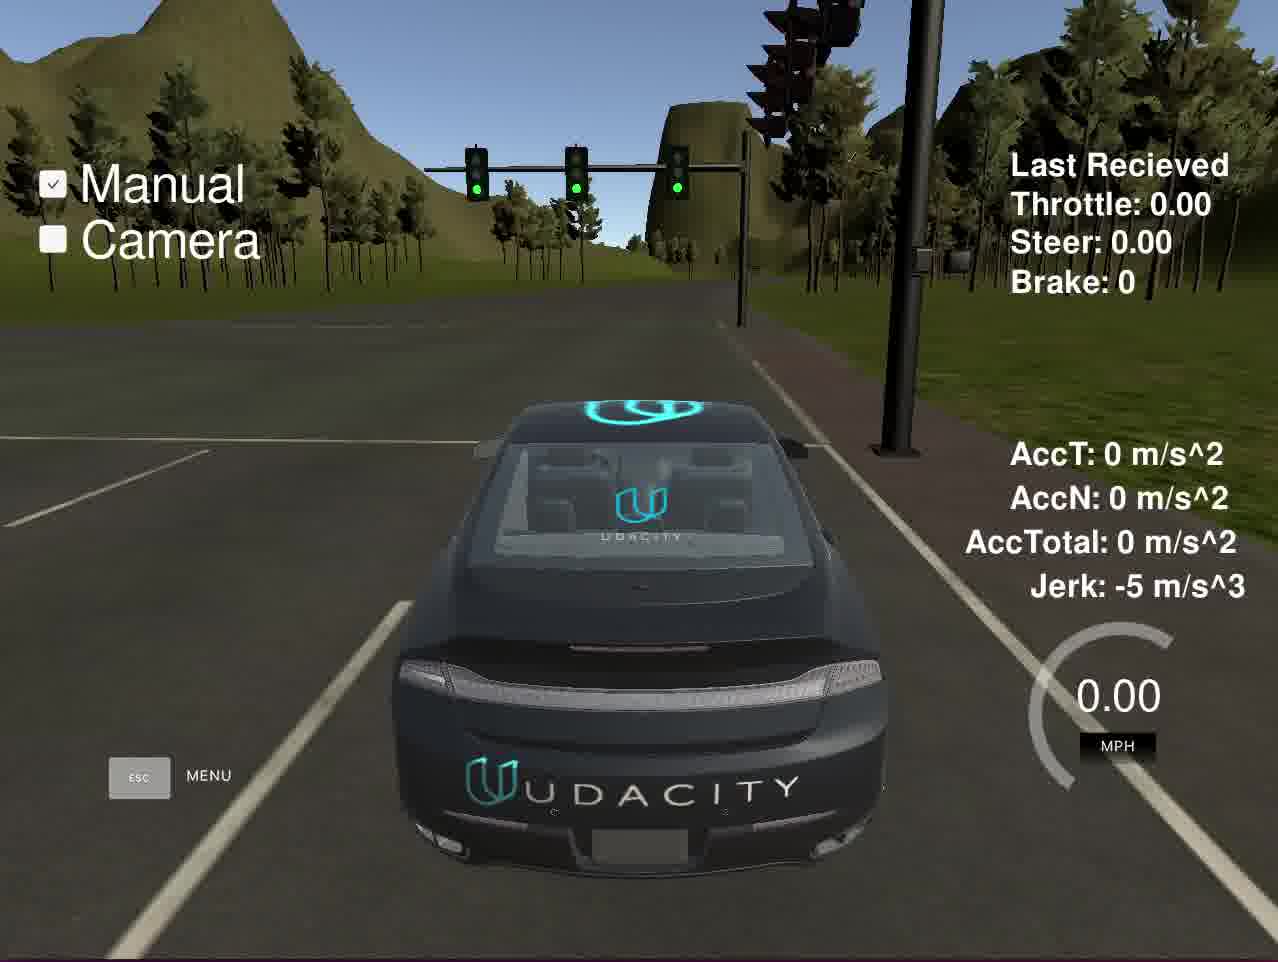 Manual
Camera
Last Recieved
Throttle: 0.00
Steer: 0.00
Brake: 0
AccT: 0 m/s^2
AccN: 0 m/s^2
AccTotal: 0 m/s^2
Jerk: -5 m/s^3
0.00
MPH
ESC MENU
UDACITY
UDACITY